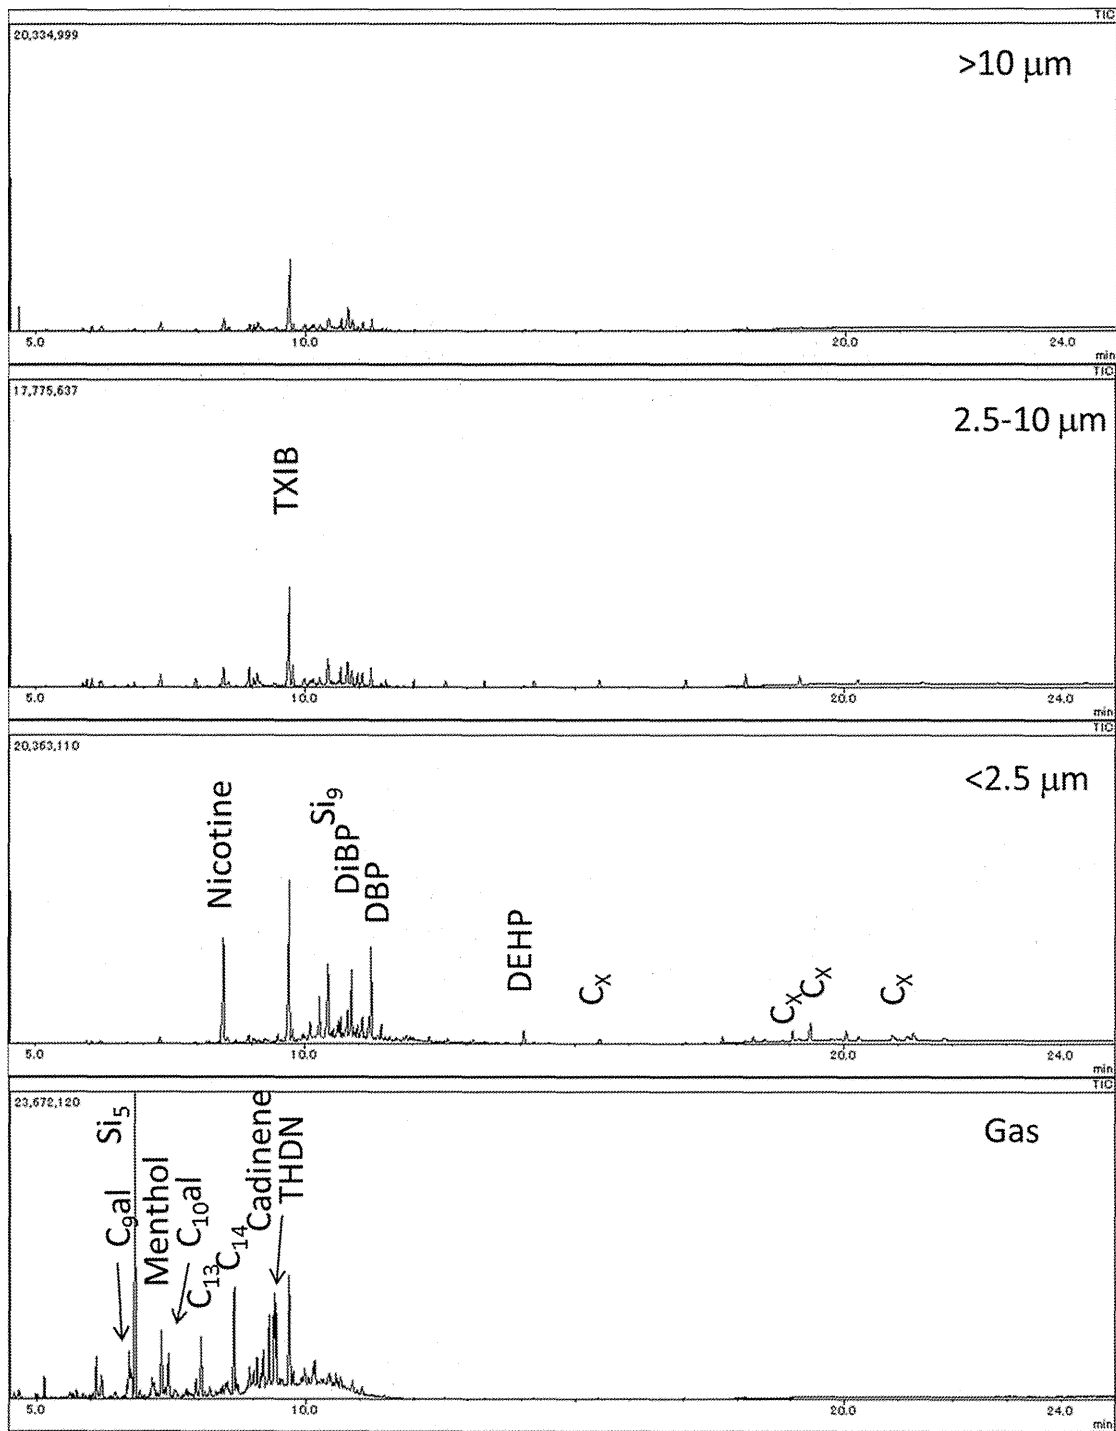 TIC
20,334,999
>10 μm
5.0 10.0 20.0 24.0
min
TIC
17,775,637
2.5-10 μm
TXIB
5.0 10.0 20.0 24.0
min
TIC
20,363,110
<2.5 μm
Nicotine
Si₉
DiBP
DBP
DEHP
Cₓ
Cₓ
Cₓ
Cₓ
5.0 10.0 20.0 24.0
min
TIC
23,672,120
Gas
C₉al
Si₅
Menthol
C₁₀al
C₁₃
C₁₄
Cadinene
THDN
5.0 10.0 20.0 24.0
min